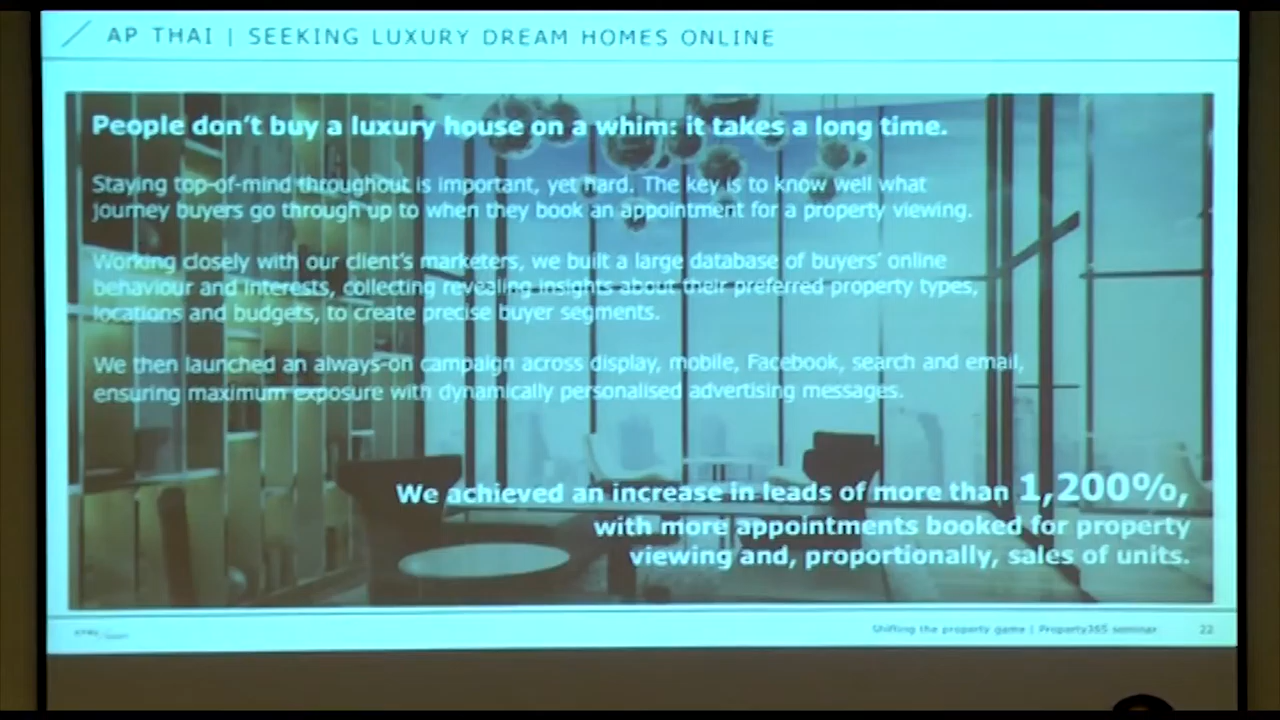 AP THAI | SEEKING LUXURY DREAM HOMES ONLINE
People don't buy a luxury house on a whim: it takes a long time.
Staying top-of-mind throughout is important, yet hard. The key is to know well what
journey buyers go through up to when they book an appointment for a property viewing.
Working closely with our client's marketers, we built a large database of buyers' online
behaviour and interests, collecting revealing insights about their preferred property types,
locations and budgets, to create precise buyer segments.
We then launched an always-on campaign across display, mobile, Facebook, search and email,
ensuring maximum exposure with dynamically personalised advertising messages.
We achieved an increase in leads of more than 1,200%,
with more appointments booked for property
viewing and, proportionally, sales of units.
Shifting the property game | Property365 seminar 22